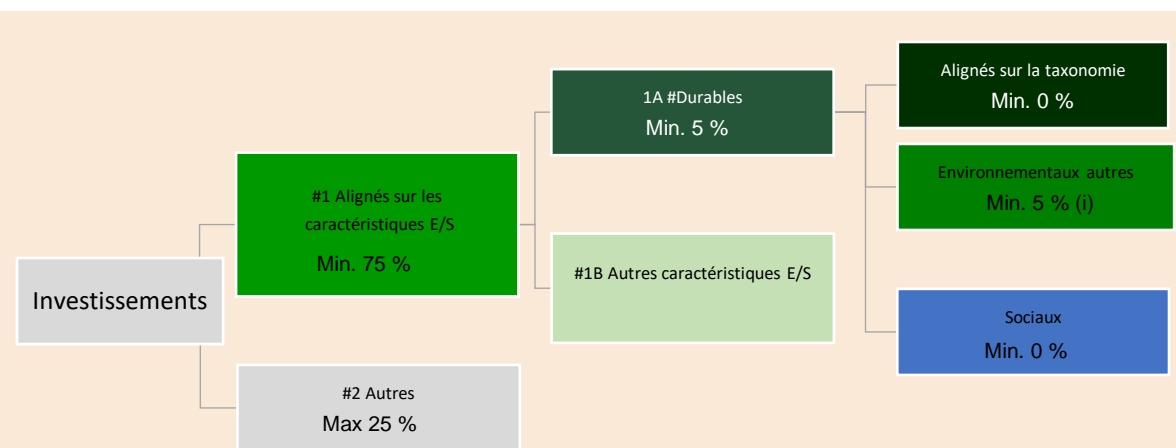 Investissements
#1 Alignés sur les
caractéristiques E/S
Min. 75 %
#2 Autres
Max 25 %
1A #Durables
Min. 5 %
#1B Autres caractéristiques E/S
Alignés sur la taxonomie
Min. 0 %
Environnementaux autres
Min. 5 % (i)
Sociaux
Min. 0 %